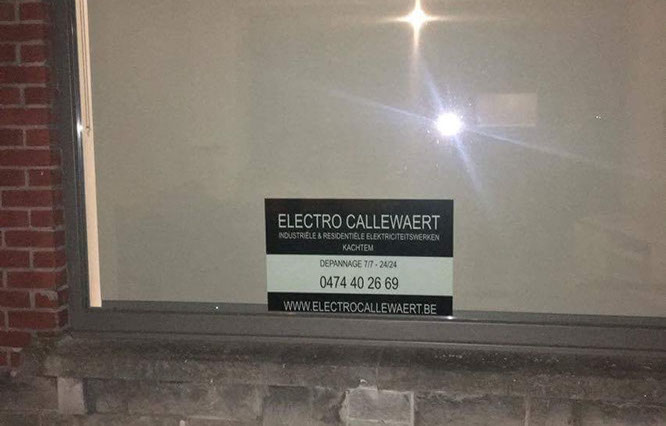 ELECTRO CALLEWAERT
INDUSTRIËLE & RESIDENTIËLE ELEKTRICITEITSWERKEN
KACHTEM
DEPANNAGE 7/7 - 24/24
0474 40 26 69
WWW.ELECTROCALLEWAERT.BE